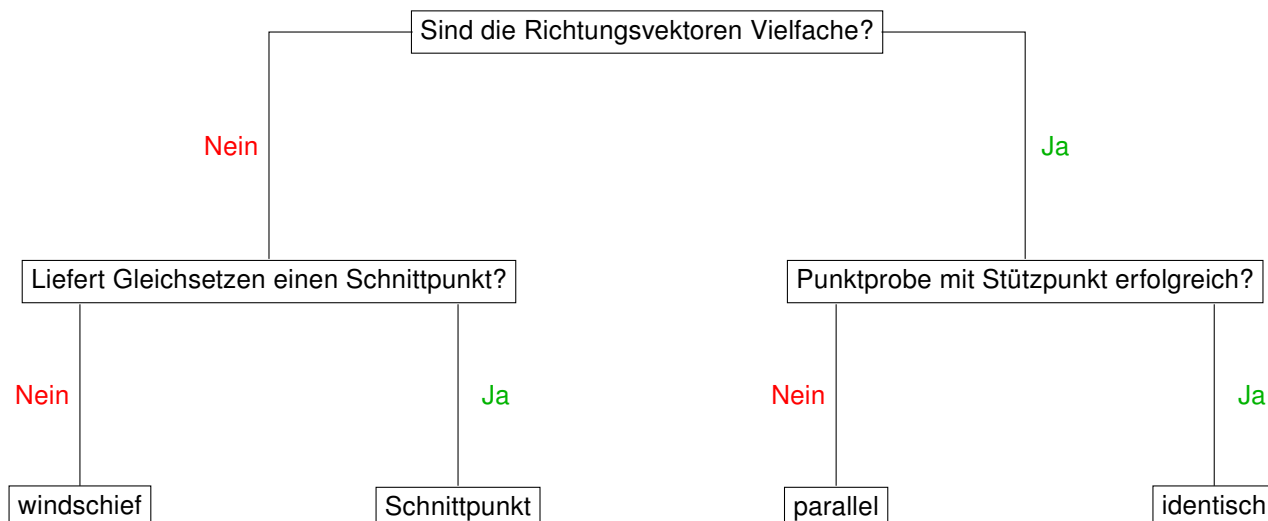 Sind die Richtungsvektoren Vielfache?
Nein
Ja
Liefert Gleichsetzen einen Schnittpunkt?
Punktprobe mit Stützpunkt erfolgreich?
Nein
Ja
Nein
Ja
windschief
Schnittpunkt
parallel
identisch